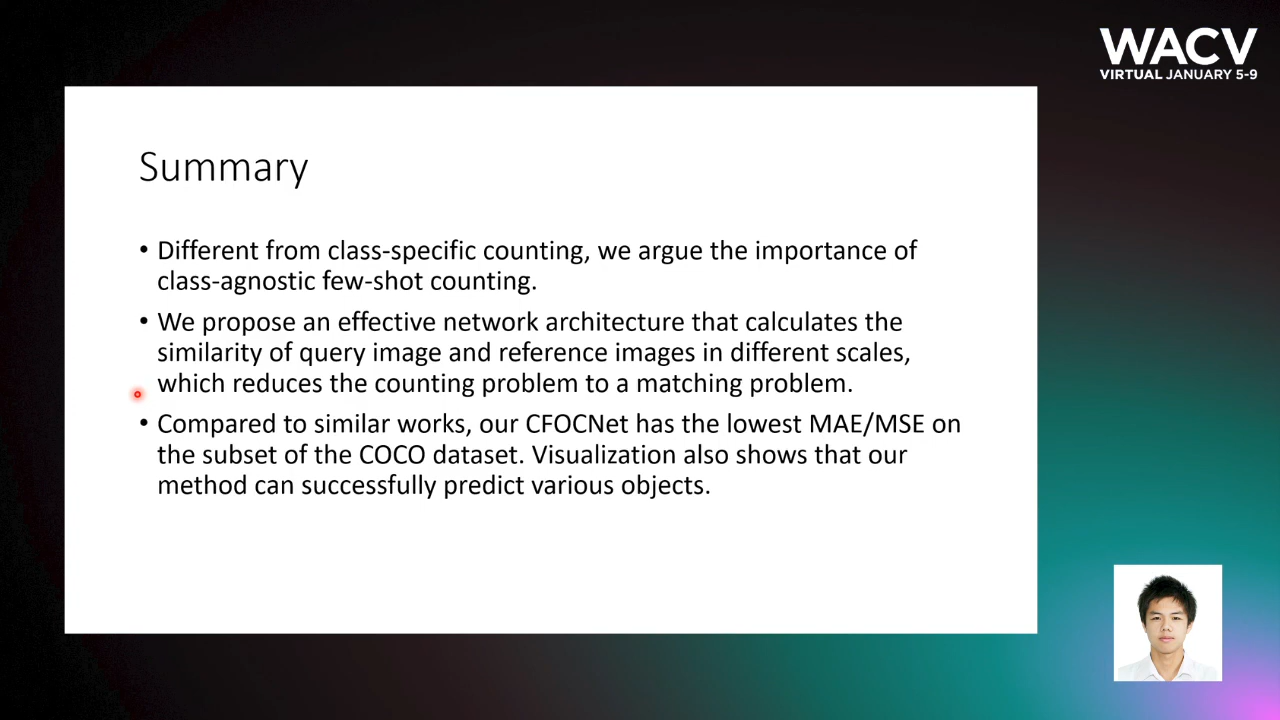 WACV
VIRTUAL JANUARY 5-9
Summary
• Different from class-specific counting, we argue the importance of
class-agnostic few-shot counting.
• We propose an effective network architecture that calculates the
similarity of query image and reference images in different scales,
which reduces the counting problem to a matching problem.
• Compared to similar works, our CFOCNet has the lowest MAE/MSE on
the subset of the COCO dataset. Visualization also shows that our
method can successfully predict various objects.